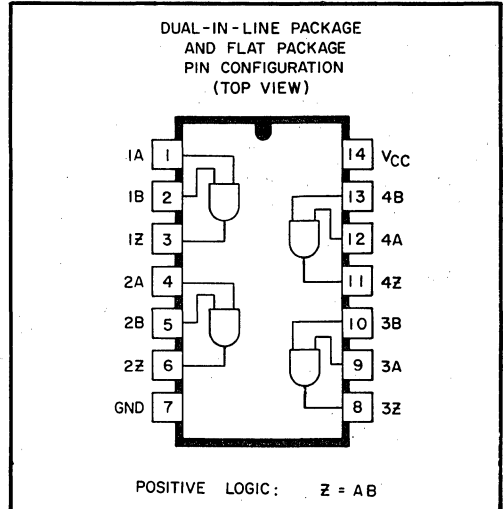 DUAL-IN-LINE PACKAGE
AND FLAT PACKAGE
PIN CONFIGURATION
(TOP VIEW)
1A 1 14 VCC
1B 2 13 4B
1Z 3 12 4A
2A 4 11 4Z
2B 5 10 3B
2Z 6 9 3A
GND 7 8 3Z
POSITIVE LOGIC: Z = AB